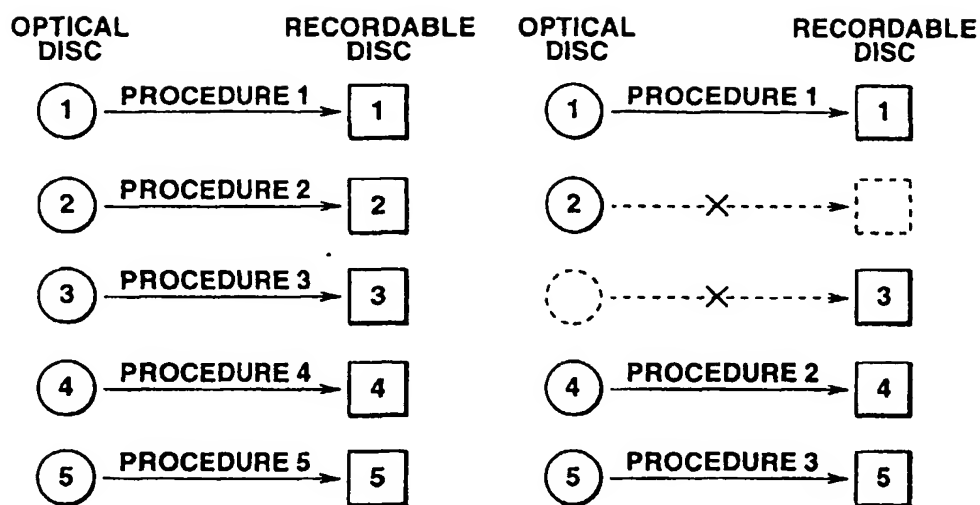 OPTICAL
DISC
RECORDABLE
DISC
1
PROCEDURE 1
1
2
PROCEDURE 2
2
3
PROCEDURE 3
3
4
PROCEDURE 4
4
5
PROCEDURE 5
5
OPTICAL
DISC
RECORDABLE
DISC
1
PROCEDURE 1
1
2
3
4
PROCEDURE 2
4
5
PROCEDURE 3
5